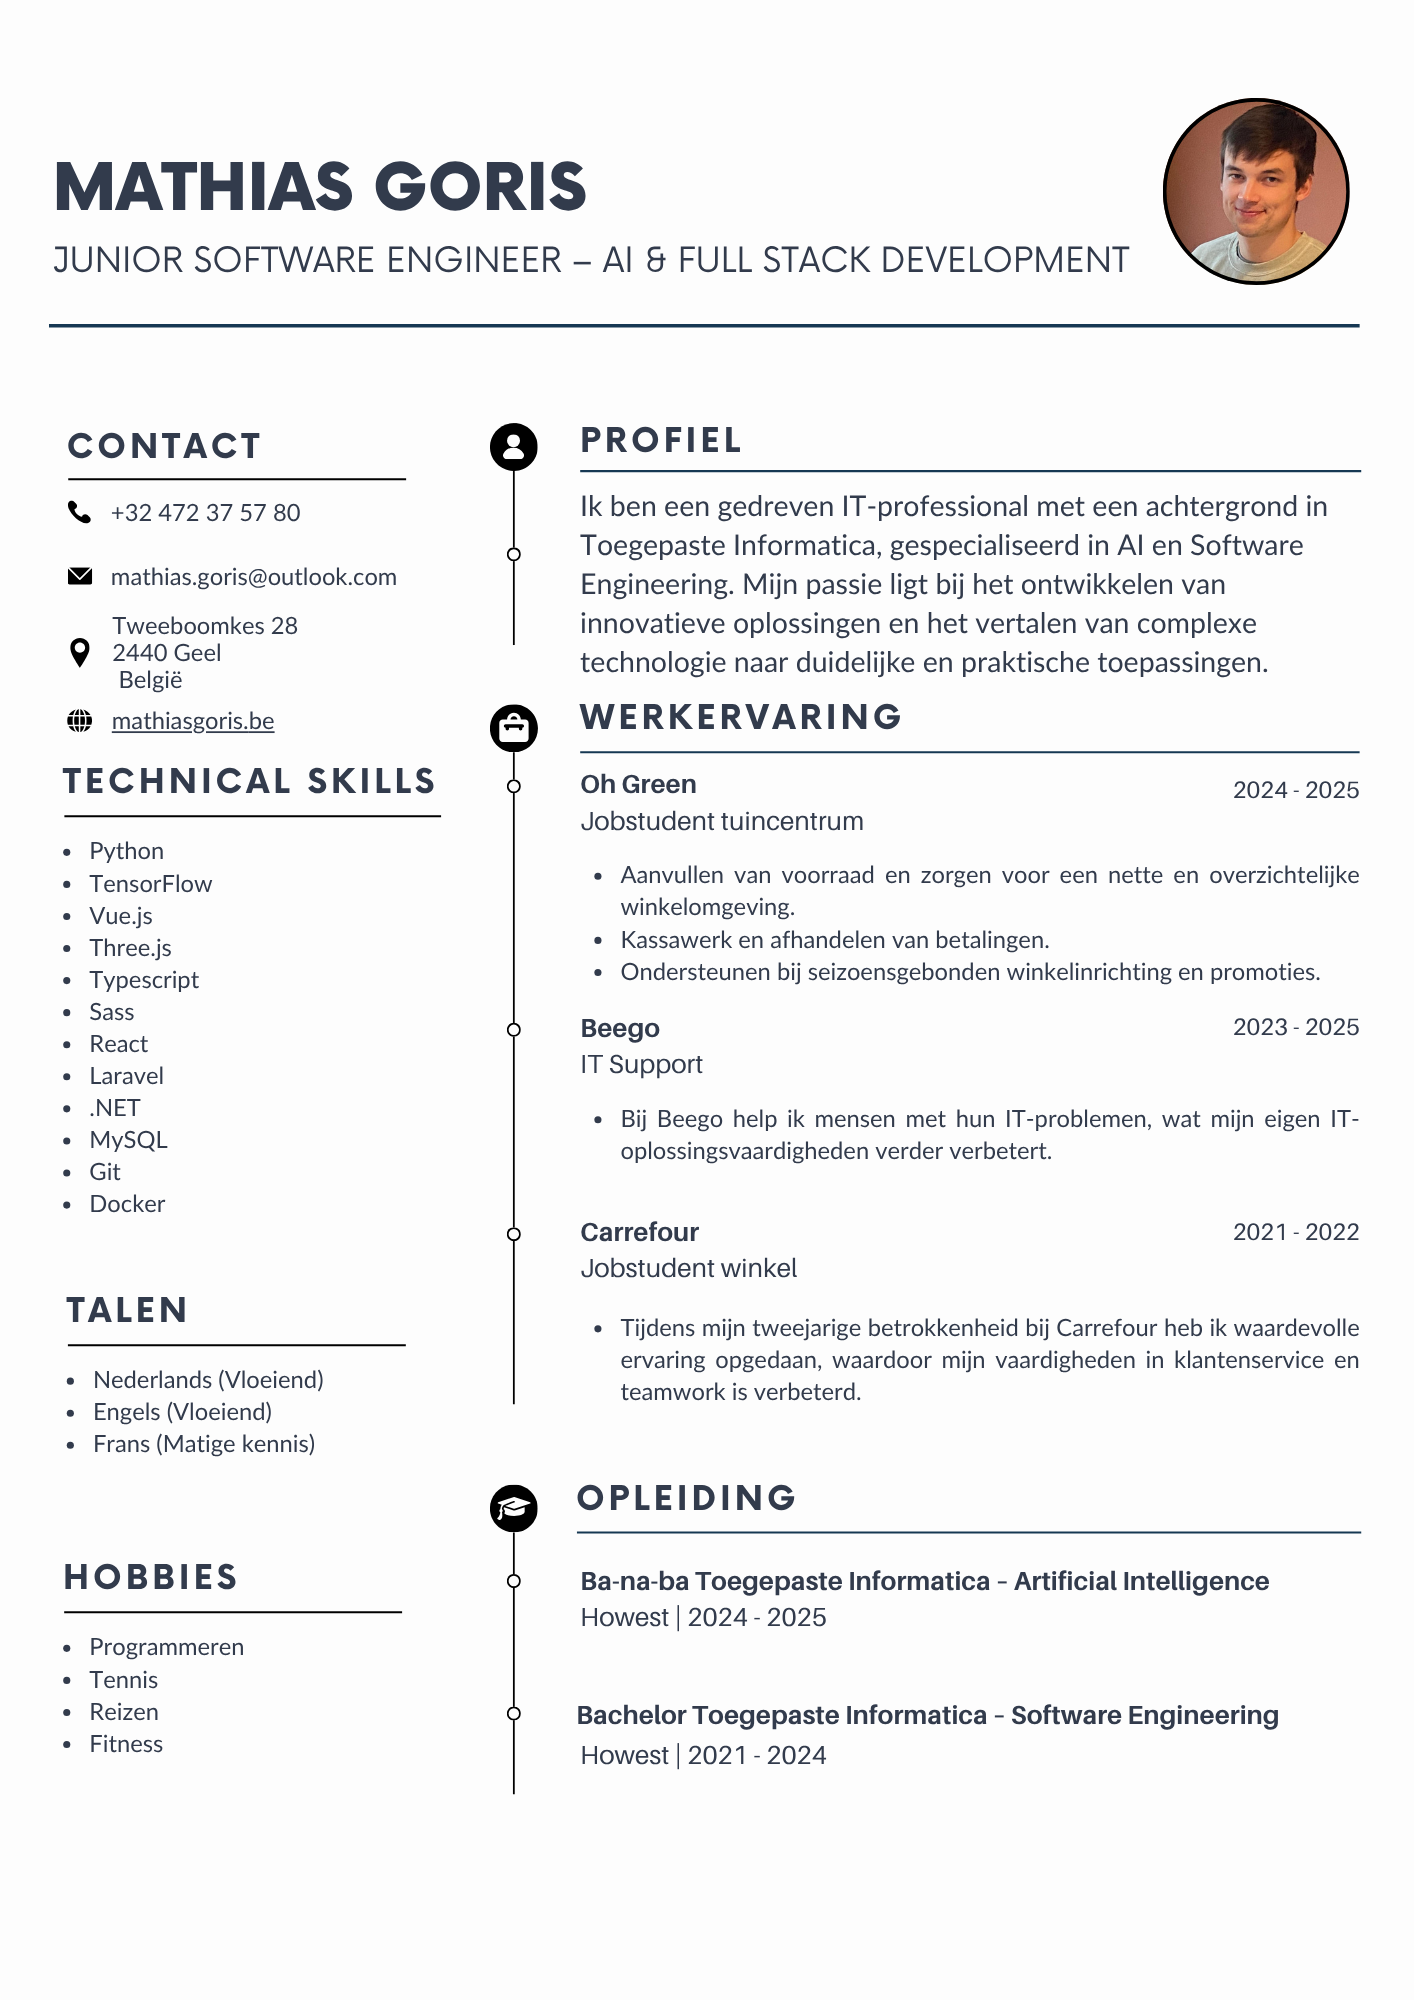 MATHIAS GORIS
JUNIOR SOFTWARE ENGINEER – AI & FULL STACK DEVELOPMENT
CONTACT
+32 472 37 57 80
mathias.goris@outlook.com
Tweeboomkes 28
2440 Geel
België
mathiasgoris.be
TECHNICAL SKILLS
• Python
• TensorFlow
• Vue.js
• Three.js
• Typescript
• Sass
• React
• Laravel
• .NET
• MySQL
• Git
• Docker
TALEN
• Nederlands (Vloeiend)
• Engels (Vloeiend)
• Frans (Matige kennis)
HOBBIES
• Programmeren
• Tennis
• Reizen
• Fitness
PROFIEL
Ik ben een gedreven IT-professional met een achtergrond in
Toegepaste Informatica, gespecialiseerd in AI en Software
Engineering. Mijn passie ligt bij het ontwikkelen van
innovatieve oplossingen en het vertalen van complexe
technologie naar duidelijke en praktische toepassingen.
WERKERVARING
Oh Green 2024 - 2025
Jobstudent tuincentrum
• Aanvullen van voorraad en zorgen voor een nette en overzichtelijke
winkelomgeving.
• Kassawerk en afhandelen van betalingen.
• Ondersteunen bij seizoensgebonden winkelinrichting en promoties.
Beego 2023 - 2025
IT Support
• Bij Beego help ik mensen met hun IT-problemen, wat mijn eigen IT-
oplossingsvaardigheden verder verbetert.
Carrefour 2021 - 2022
Jobstudent winkel
• Tijdens mijn tweejarige betrokkenheid bij Carrefour heb ik waardevolle
ervaring opgedaan, waardoor mijn vaardigheden in klantenservice en
teamwork is verbeterd.
OPLEIDING
Ba-na-ba Toegepaste Informatica – Artificial Intelligence
Howest | 2024 - 2025
Bachelor Toegepaste Informatica – Software Engineering
Howest | 2021 - 2024